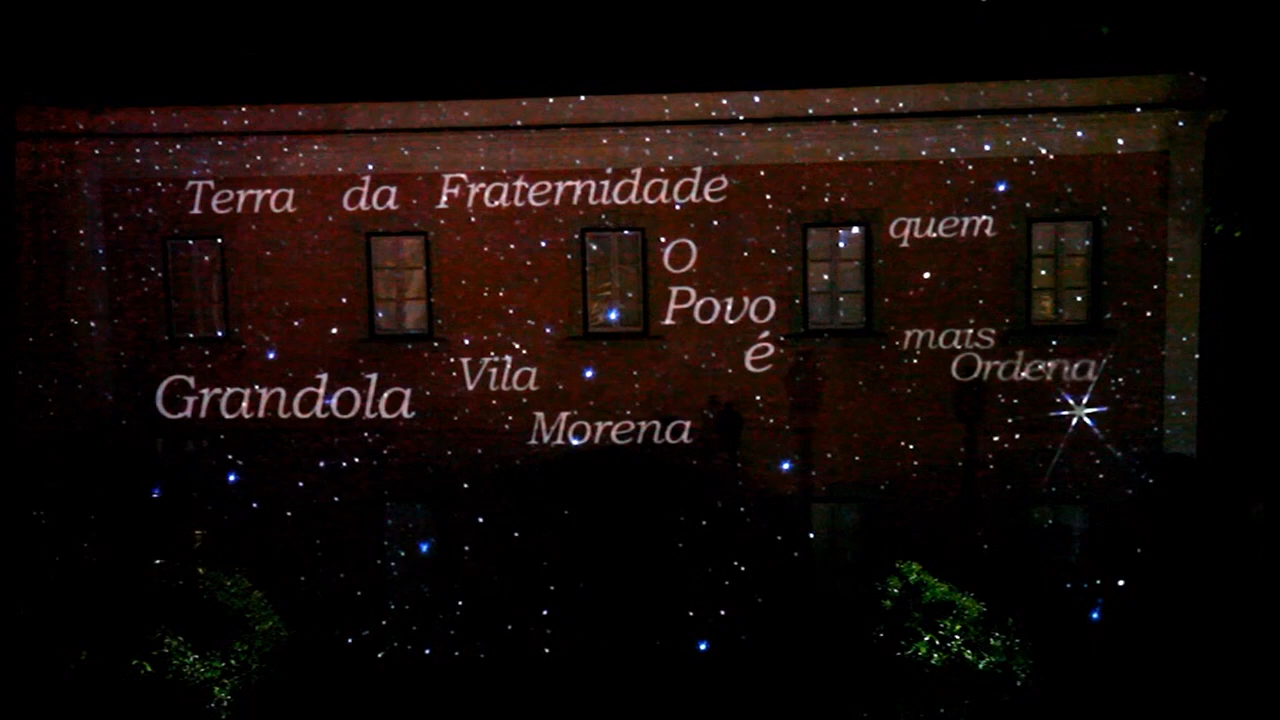 Terra da Fraternidade
quem
O
Povo
é
mais
Ordena
Grandola
Vila
Morena